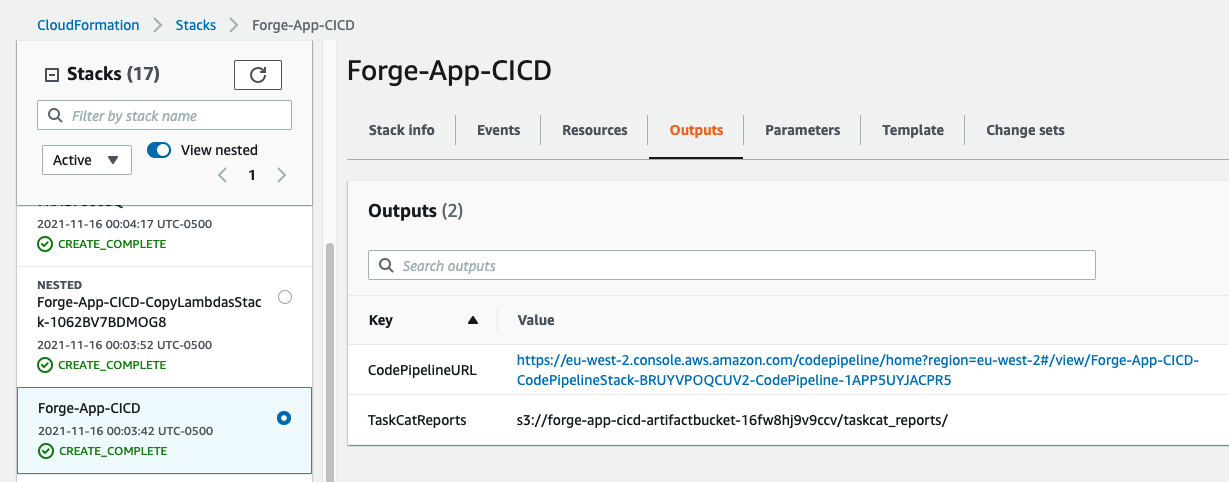 CloudFormation > Stacks > Forge-App-CICD
Stacks (17)
Filter by stack name
Active
View nested
1
2021-11-16 00:04:17 UTC-0500
CREATE_COMPLETE
NESTED
Forge-App-CICD-CopyLambdasStac
k-1062BV7BDMOG8
2021-11-16 00:03:52 UTC-0500
CREATE_COMPLETE
Forge-App-CICD
2021-11-16 00:03:42 UTC-0500
CREATE_COMPLETE
Forge-App-CICD
Stack info Events Resources Outputs Parameters Template Change sets
Outputs (2)
Search outputs
Key Value
CodePipelineURL
https://eu-west-2.console.aws.amazon.com/codepipeline/home?region=eu-west-2#/view/Forge-App-CICD-
CodePipelineStack-BRUYVPOQCUV2-CodePipeline-1APP5UYJACPR5
TaskCatReports s3://forge-app-cicd-artifactbucket-16fw8hj9v9ccv/taskcat_reports/